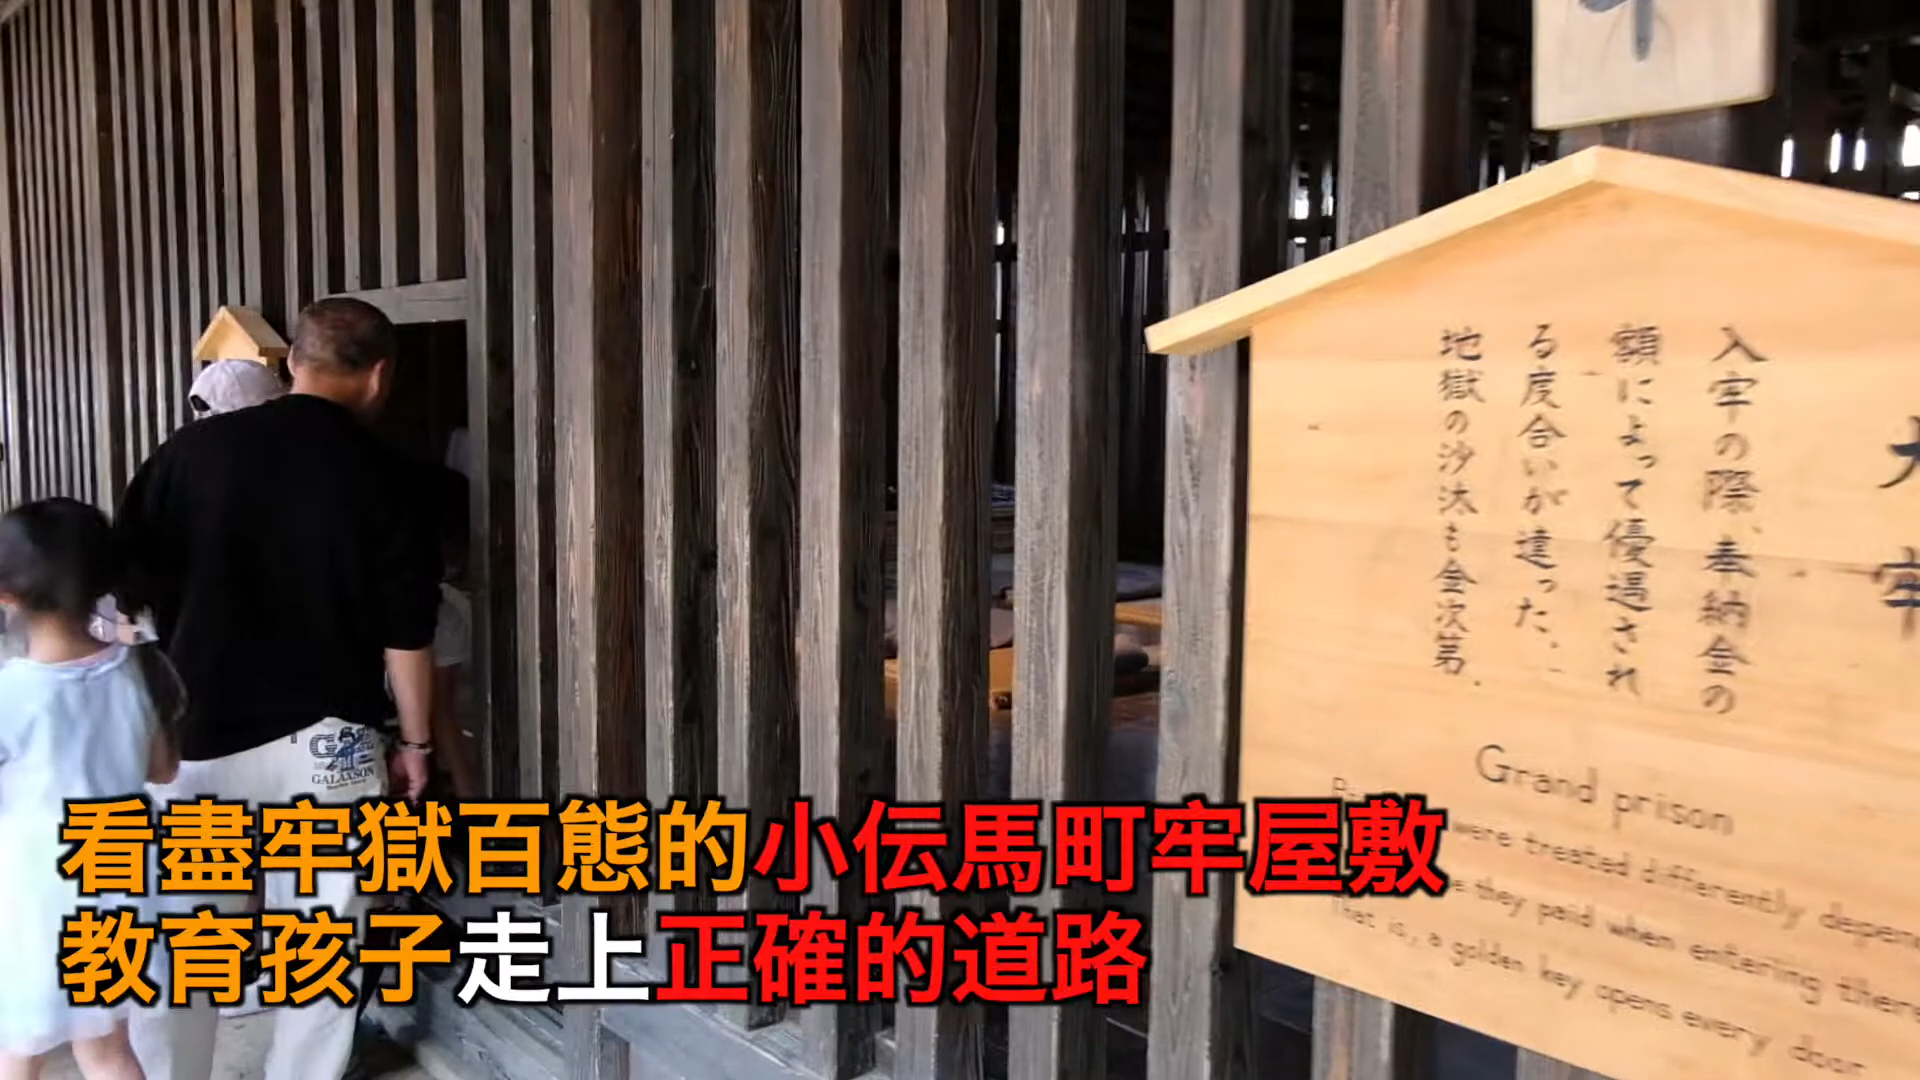 大牢
入牢の際、奉納金の
額によって優遇され
る度合いが違った。
地獄の沙汰も金次第。
Grand prison
were treated differently
they paid when entering
That is, a golden key opens every door
GALAXSON
看盡牢獄百態的小伝馬町牢屋敷
教育孩子走上正確的道路